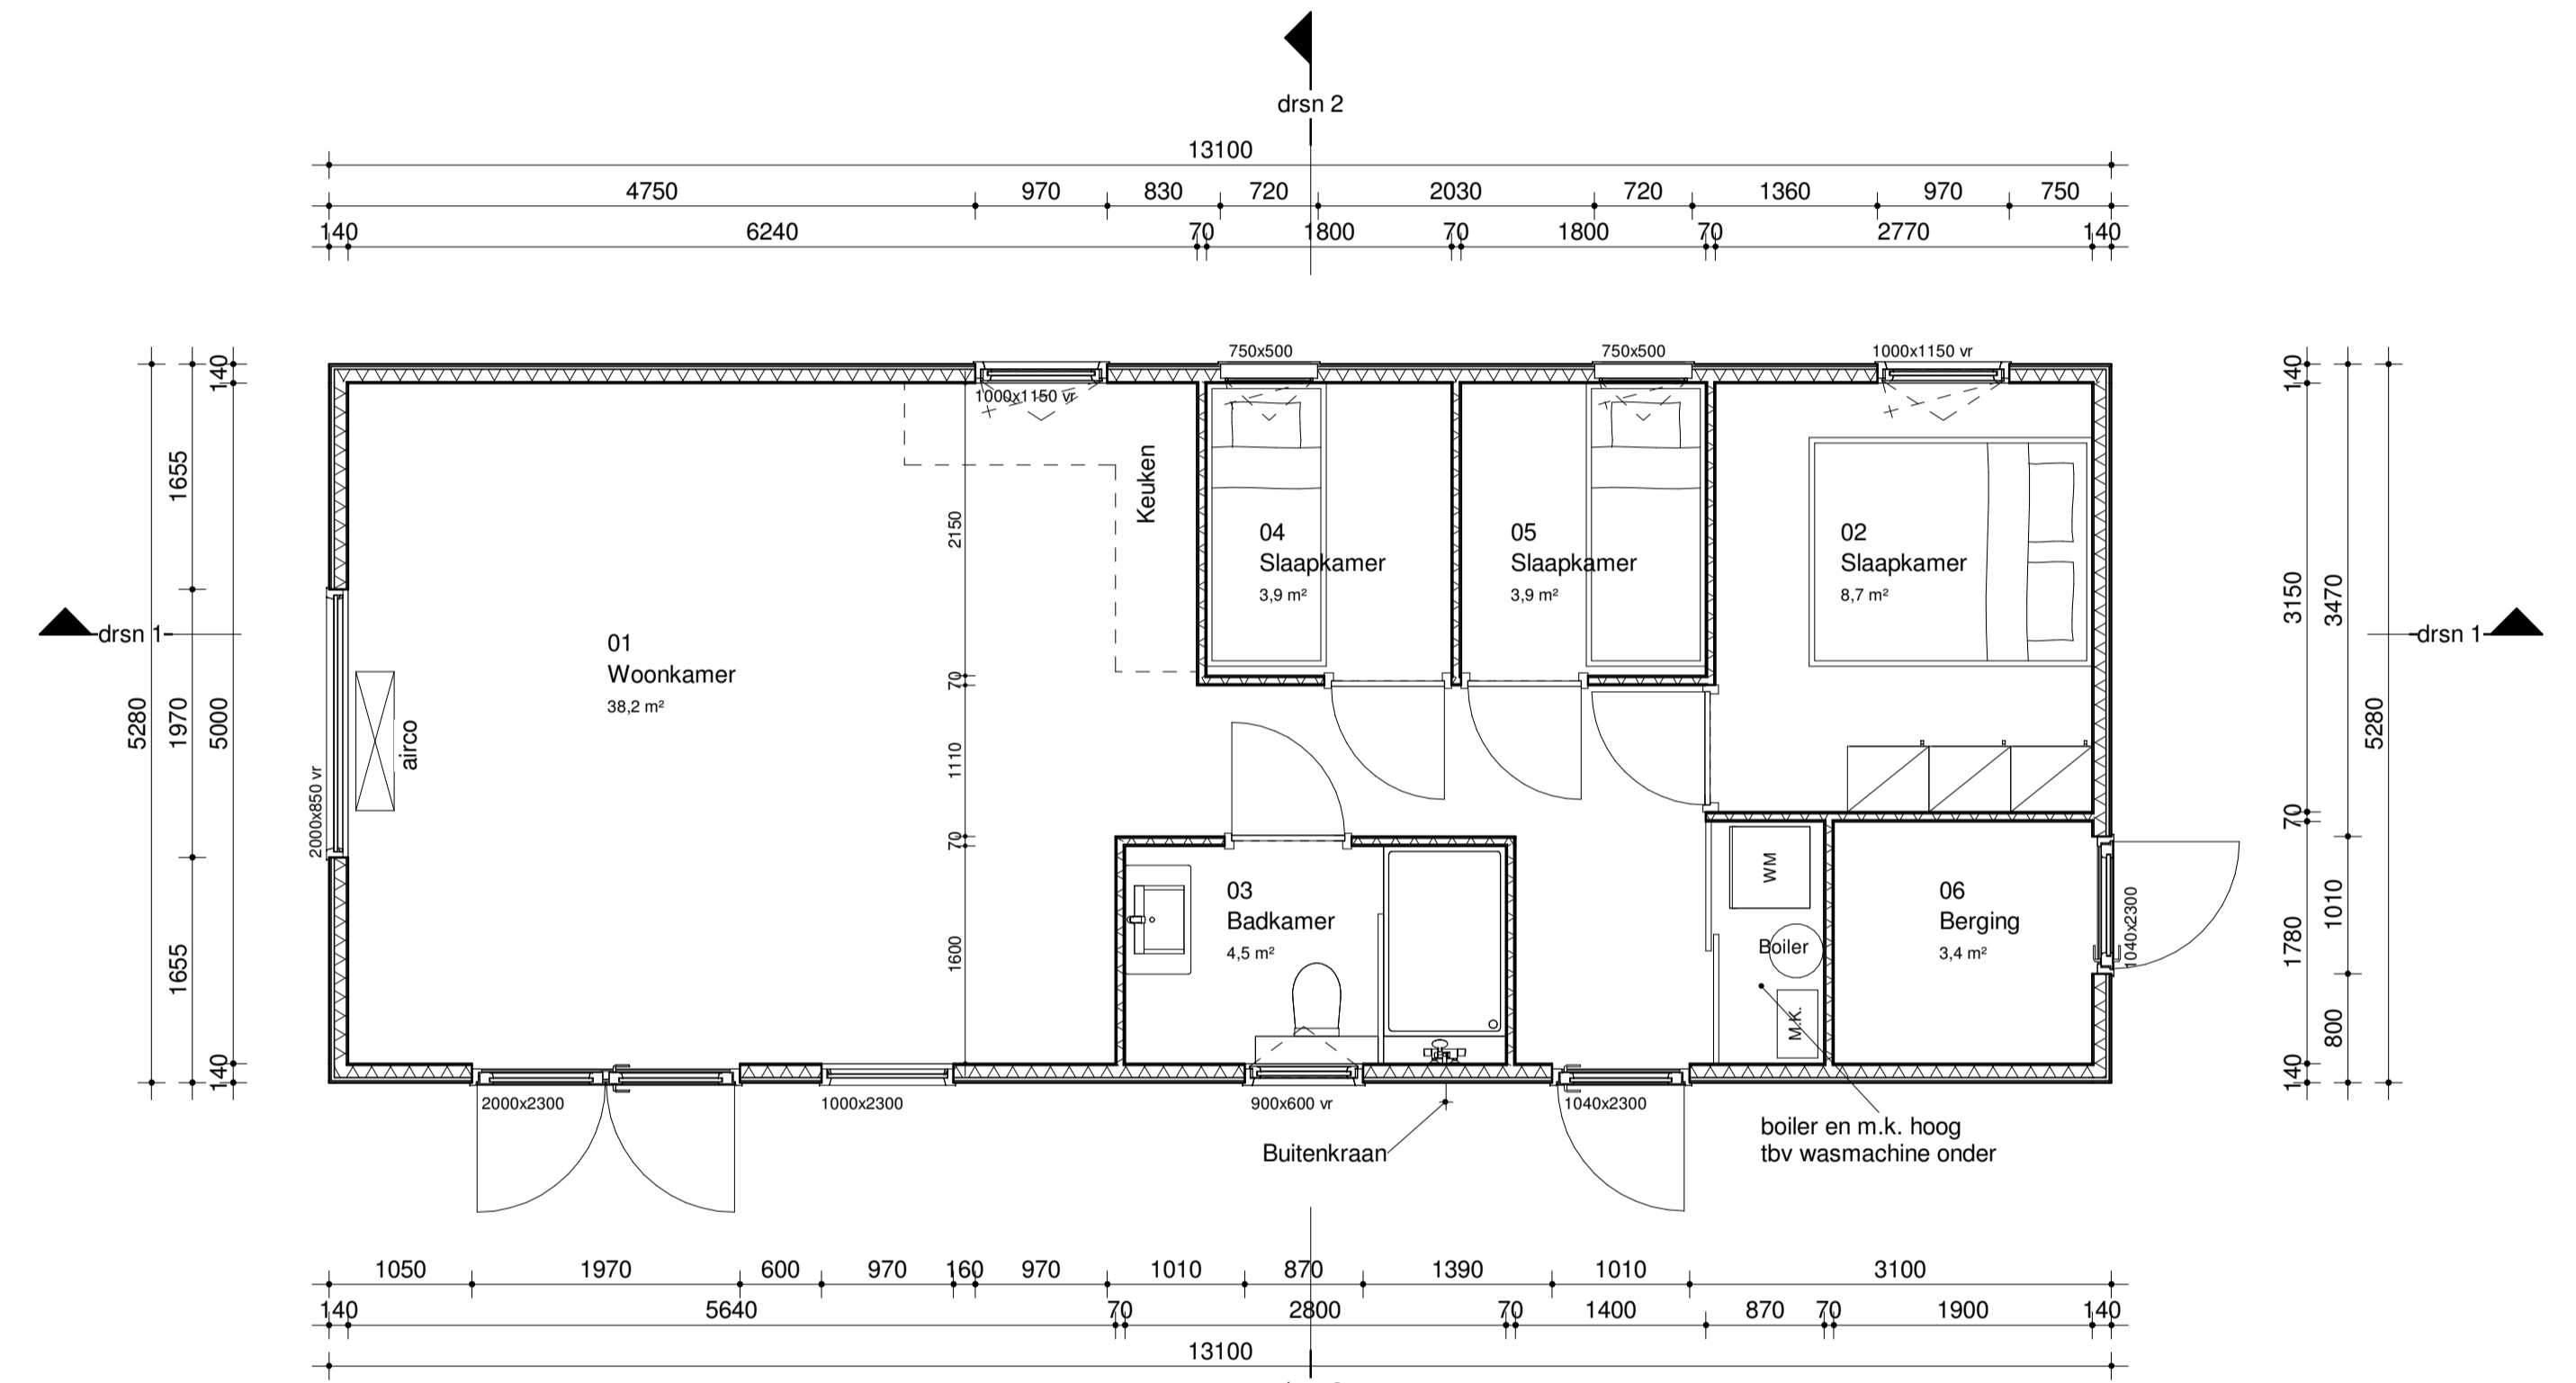 drsn 2
13100
4750 970 830 720 2030 720 1360 970 750
140 6240 70 1800 70 1800 70 2770 140
750x500 750x500 1000x1150 vr
1000x1150 vr
140
1655
1970
1655
5280
5000
140
drsn 1
2000x850 vr
airco
01
Woonkamer
38,2 m²
2150
70
1110
70
1600
Keuken
04
Slaapkamer
3,9 m²
05
Slaapkamer
3,9 m²
02
Slaapkamer
8,7 m²
03
Badkamer
4,5 m²
WM
Boiler
M.K.
06
Berging
3,4 m²
1040x2300
140
3150
70
1780
140
3470
1010
800
5280
drsn 1
2000x2300 1000x2300 900x600 vr 1040x2300
Buitenkraan
boiler en m.k. hoog
tbv wasmachine onder
1050 1970 600 970 160 970 1010 870 1390 1010 3100
140 5640 70 2800 70 1400 870 70 1900 140
13100